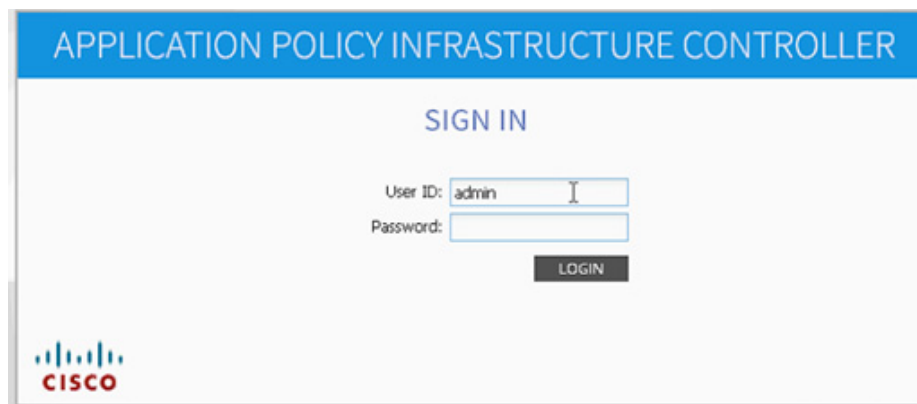 APPLICATION POLICY INFRASTRUCTURE CONTROLLER
SIGN IN
User ID: admin
Password:
LOGIN
CISCO